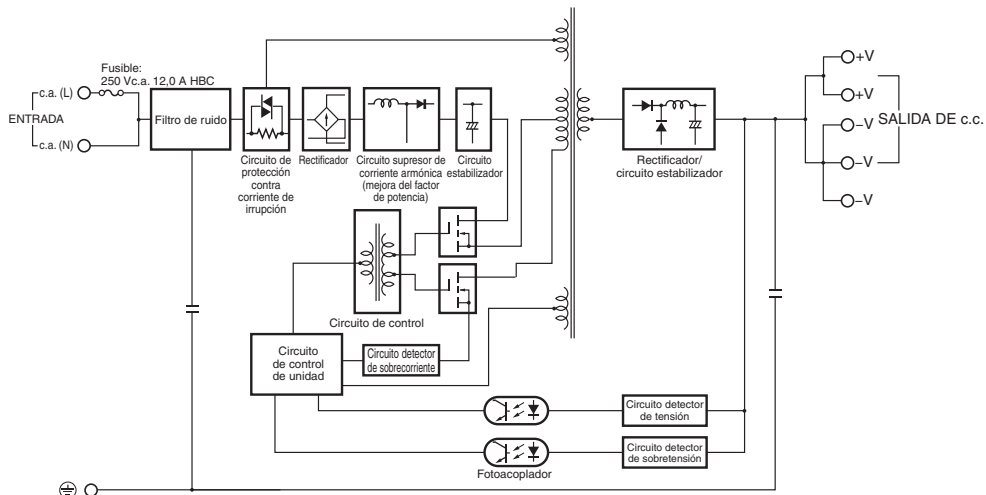 Fusible:
250 Vc.a. 12,0 A HBC
c.a. (L)
ENTRADA
c.a. (N)
Filtro de ruido
Circuito de
protección
contra
corriente de
irrupción
Rectificador
Circuito supresor de
corriente armónica
(mejora del factor
de potencia)
Circuito
estabilizador
Rectificador/
circuito estabilizador
+V
+V
–V
–V
–V
SALIDA DE c.c.
Circuito de control
Circuito
de control
de unidad
Circuito detector
de sobrecorriente
Circuito detector
de tensión
Circuito detector
de sobretensión
Fotoacoplador